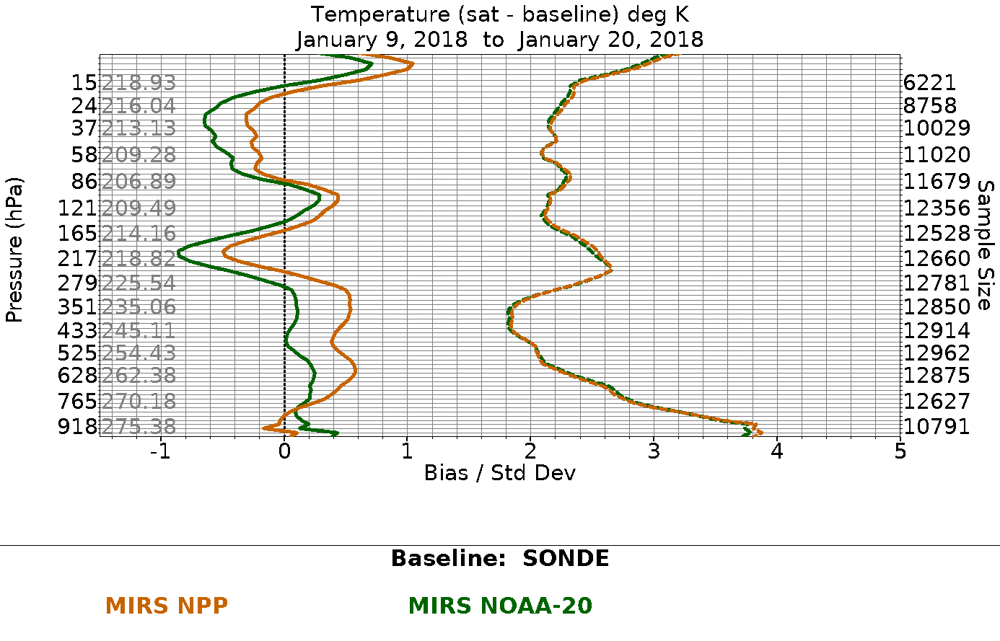 Temperature (sat - baseline) deg K
January 9, 2018 to January 20, 2018
Pressure (hPa)
15 218.93 6221
24 216.04 8758
37 213.13 10029
58 209.28 11020
86 206.89 11679
121 209.49 12356
165 214.16 12528
217 218.82 12660
279 225.54 12781
351 235.06 12850
433 245.11 12914
525 254.43 12962
628 262.38 12875
765 270.18 12627
918 275.38 10791
Sample Size
-1 0 1 2 3 4 5
Bias / Std Dev
Baseline: SONDE
MIRS NPP MIRS NOAA-20